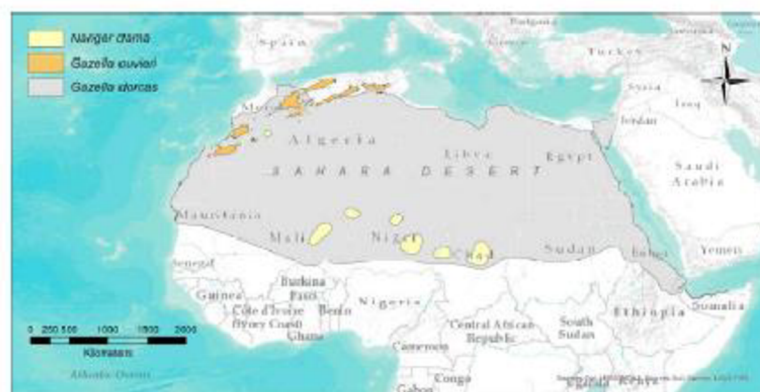 Nanger dama
Gazella cuvieri
Gazella dorcas
Spain
Turkey
N
Syria
Iraq
Jordan
Algeria
Libya
Egypt
Saudi
Arabia
SAHARA DESERT
Mauritania
Mali
Niger
Chad
Sudan
Yemen
Senegal
Burkina
Faso
Guinea
Benin
Nigeria
Côte d'Ivoire
(Ivory Coast)
Ghana
Ethiopia
Somalia
Central African
Republic
South
Sudan
Cameroon
Congo
0 250 500 1000 1500 2000
Kilometers
Atlantic Ocean